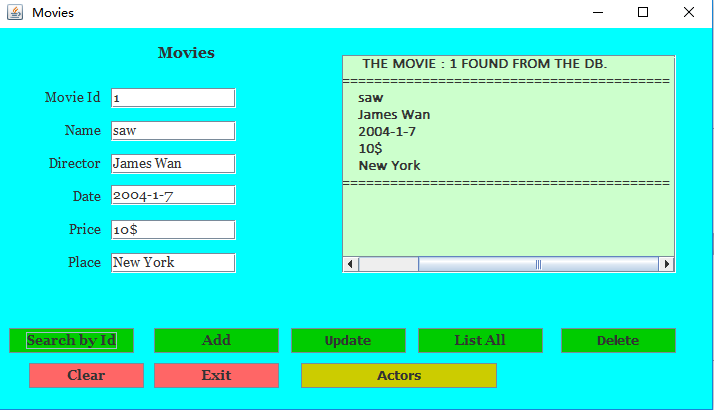 Movies
Movies
Movie Id 1
Name saw
Director James Wan
Date 2004-1-7
Price 10$
Place New York
THE MOVIE : 1 FOUND FROM THE DB.
=========================================
saw
James Wan
2004-1-7
10$
New York
=========================================
Search by Id Add Update List All Delete
Clear Exit Actors